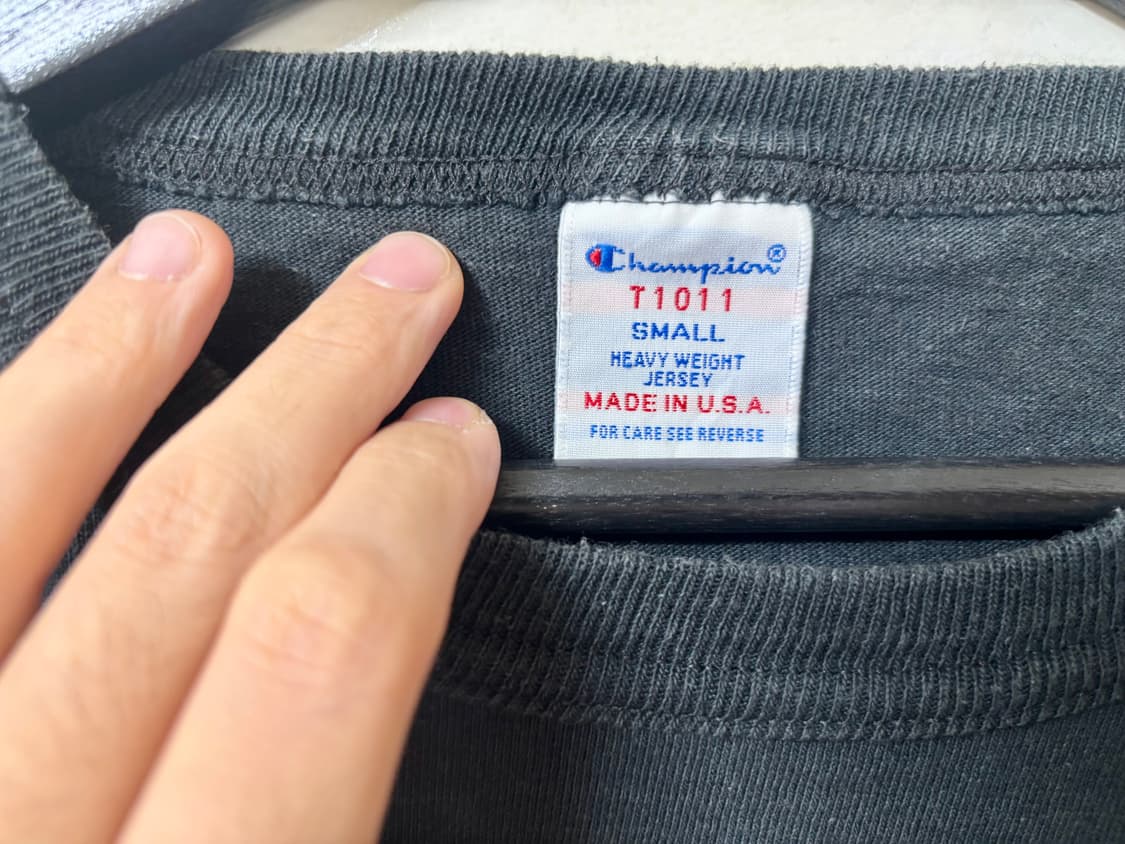 Champion®
T1011
SMALL
HEAVY WEIGHT
JERSEY
MADE IN U.S.A.
FOR CARE SEE REVERSE